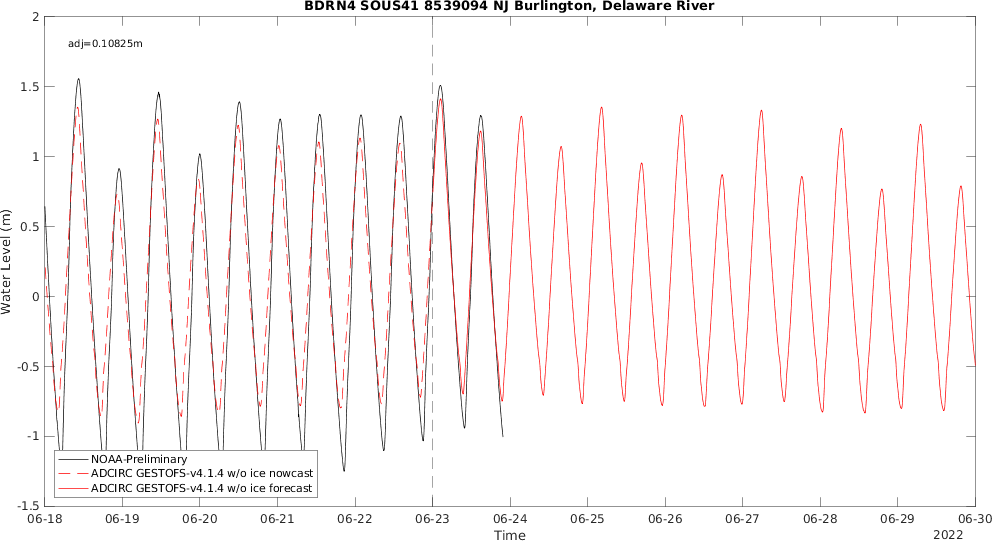 BDRN4 SOUS41 8539094 NJ Burlington, Delaware River
adj=0.10825m
Water Level (m)
2
1.5
1
0.5
0
-0.5
-1
-1.5
NOAA-Preliminary
ADCIRC GESTOFS-v4.1.4 w/o ice nowcast
ADCIRC GESTOFS-v4.1.4 w/o ice forecast
06-18 06-19 06-20 06-21 06-22 06-23 06-24 06-25 06-26 06-27 06-28 06-29 06-30
Time
2022